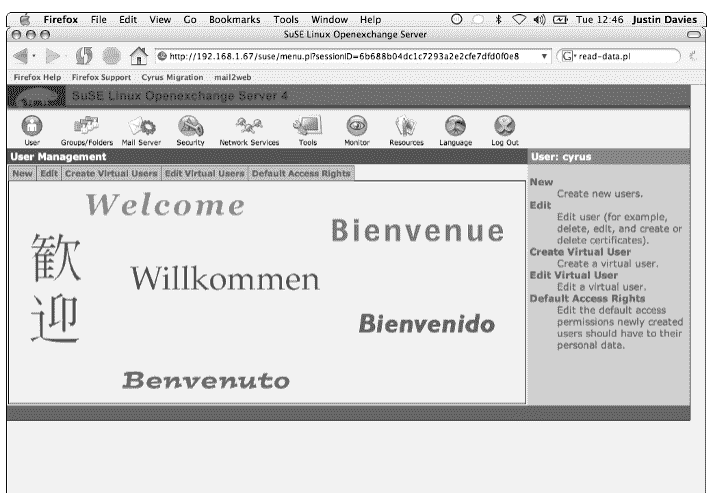 Firefox File Edit View Go Bookmarks Tools Window Help Tue 12:46 Justin Davies
SuSE Linux Openexchange Server
http://192.168.1.67/suse/menu.pl?sessionID=6b688b04dc1c7293a2e2cfe7dfd0f0e8 G read-data.pl
Firefox Help Firefox Support Cyrus Migration mail2web
SuSE Linux Openexchange Server 4
User Groups/Folders Mail Server Security Network Services Tools Monitor Resources Language Log Out
User Management User: cyrus
New Edit Create Virtual Users Edit Virtual Users Default Access Rights
Welcome
Bienvenue
歡迎
Willkommen
Bienvenido
Benvenuto
New
Create new users.
Edit
Edit user (for example,
delete, edit, and create or
delete certificates).
Create Virtual User
Create a virtual user.
Edit Virtual User
Edit a virtual user.
Default Access Rights
Edit the default access
permissions newly created
users should have to their
personal data.